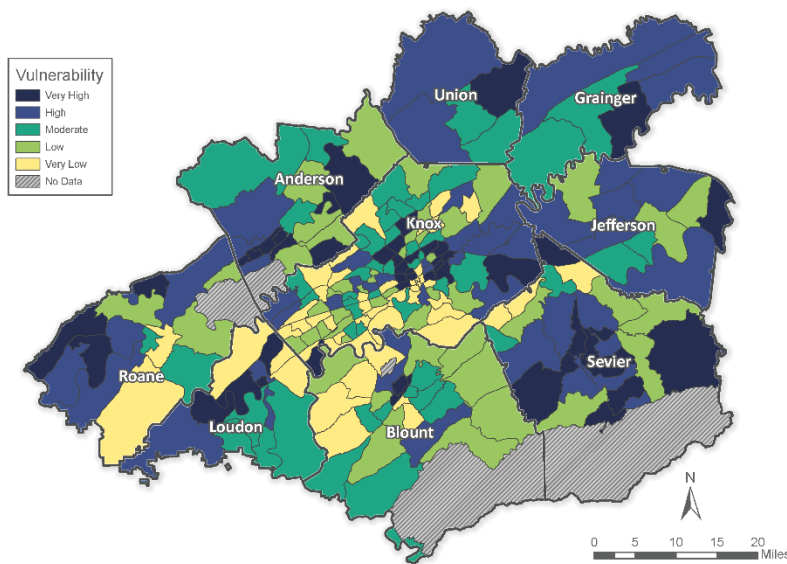 Vulnerability
Very High
High
Moderate
Low
Very Low
No Data
Union
Grainger
Anderson
Knox
Jefferson
Sevier
Roane
Loudon
Blount
N
0 5 10 15 20
Miles